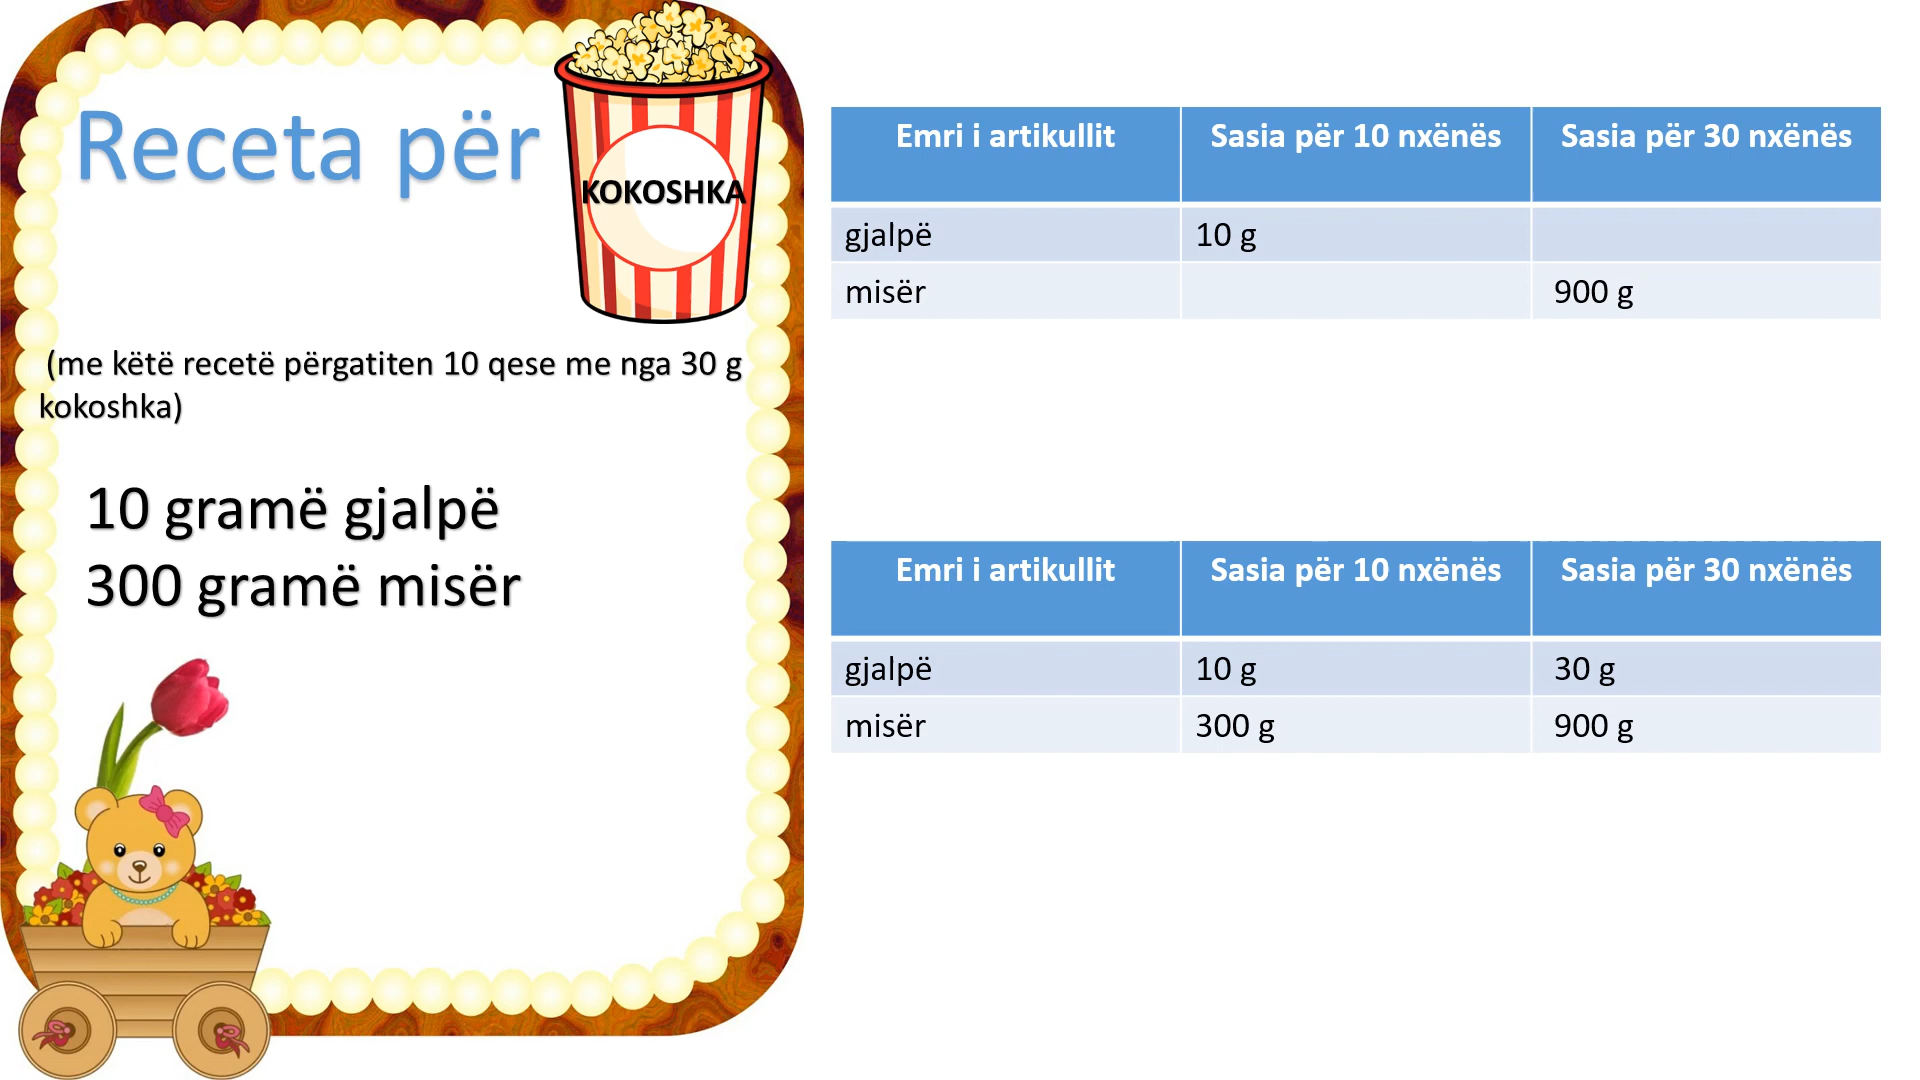 Receta për
KOKOSHKA
(me këtë recetë përgatiten 10 qese me nga 30 g
kokoshka)
10 gramë gjalpë
300 gramë misër
Emri i artikullit Sasia për 10 nxënës Sasia për 30 nxënës
gjalpë 10 g
misër 900 g
Emri i artikullit Sasia për 10 nxënës Sasia për 30 nxënës
gjalpë 10 g 30 g
misër 300 g 900 g